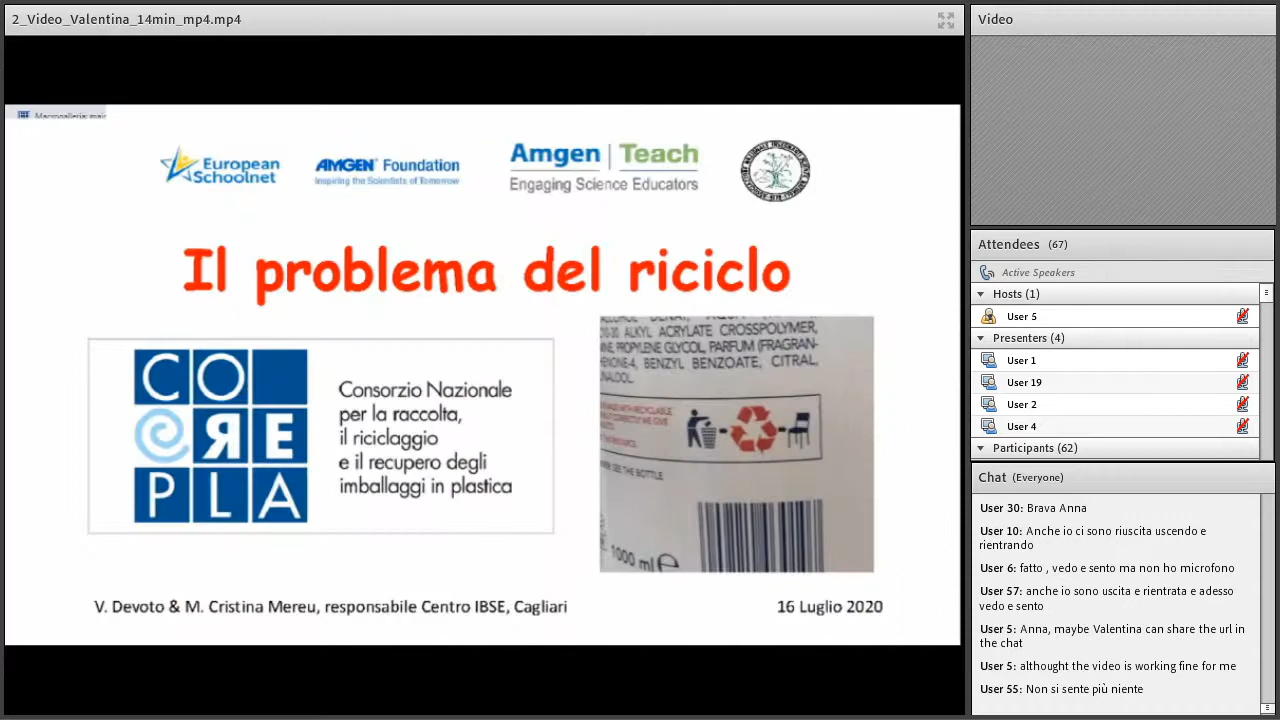 2_Video_Valentina_14min_mp4.mp4
European
Schoolnet
AMGEN® Foundation
Inspiring the Scientists of Tomorrow
Amgen | Teach
Engaging Science Educators
Il problema del riciclo
CO
RE
PLA
Consorzio Nazionale
per la raccolta,
il riciclaggio
e il recupero degli
imballaggi in plastica
ALKYL ACRYLATE CROSSPOLYMER,
PROPYLENE GLYCOL, PARFUM (FRAGRAN-
BENZYL BENZOATE, CITRAL,
SEE THE BOTTLE
1000 ml e
V. Devoto & M. Cristina Mereu, responsabile Centro IBSE, Cagliari
16 Luglio 2020
Video
Attendees (67)
Active Speakers
Hosts (1)
User 5
Presenters (4)
User 1
User 19
User 2
User 4
Participants (62)
Chat (Everyone)
User 30: Brava Anna
User 10: Anche io ci sono riuscita uscendo e
rientrando
User 6: fatto , vedo e sento ma non ho microfono
User 57: anche io sono uscita e rientrata e adesso
vedo e sento
User 5: Anna, maybe Valentina can share the url in
the chat
User 5: althought the video is working fine for me
User 55: Non si sente più niente